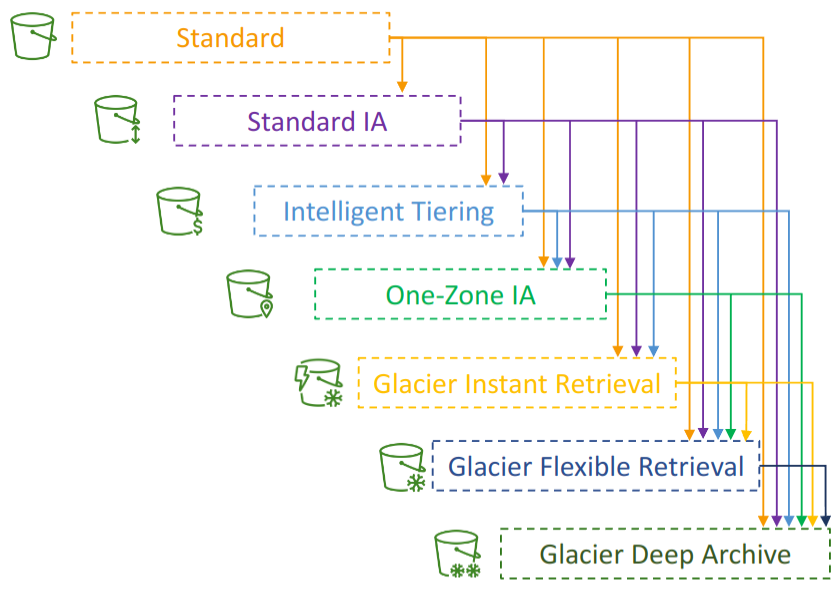 Standard
Standard IA
Intelligent Tiering
One-Zone IA
Glacier Instant Retrieval
Glacier Flexible Retrieval
Glacier Deep Archive